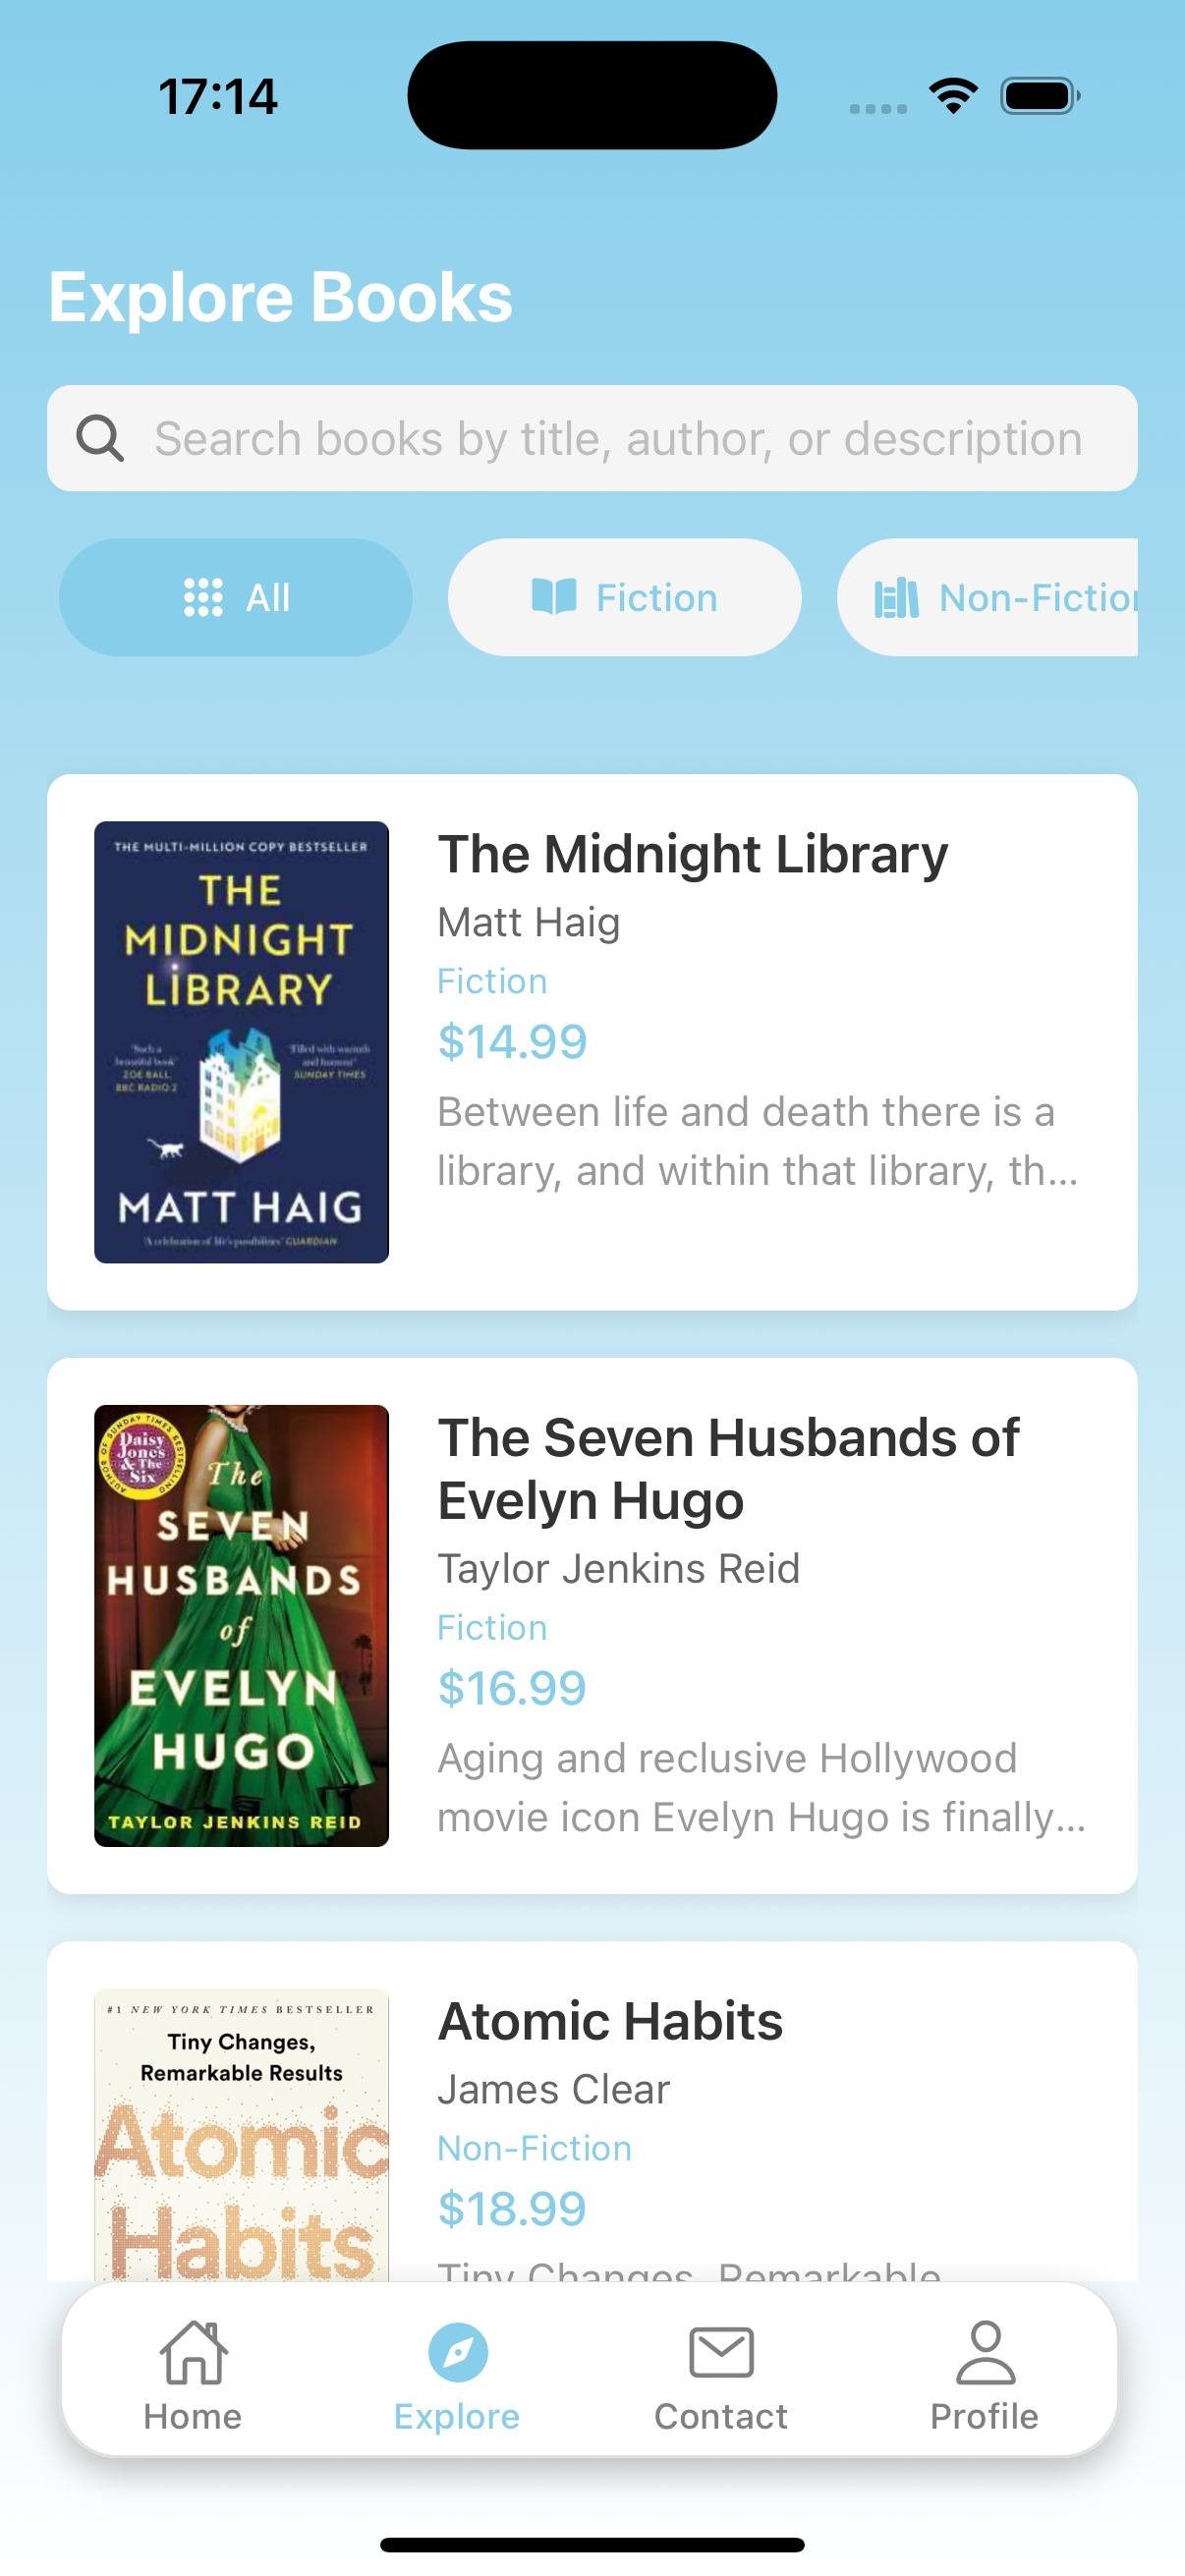 17:14
Explore Books
Search books by title, author, or description
All
Fiction
Non-Fiction
THE MULTI-MILLION COPY BESTSELLER
THE
MIDNIGHT
LIBRARY
'Such a
beautiful book'
ZOE BALL,
BBC RADIO 2
'Filled with warmth
and humour'
SUNDAY TIMES
MATT HAIG
'A celebration of life's possibilities' GUARDIAN
The Midnight Library
Matt Haig
Fiction
$14.99
Between life and death there is a
library, and within that library, th...
AUTHOR OF SUNDAY TIMES BESTSELLING
Daisy
Jones
& The
Six
The
SEVEN
HUSBANDS
of
EVELYN
HUGO
TAYLOR JENKINS REID
The Seven Husbands of
Evelyn Hugo
Taylor Jenkins Reid
Fiction
$16.99
Aging and reclusive Hollywood
movie icon Evelyn Hugo is finally...
#1 NEW YORK TIMES BESTSELLER
Tiny Changes,
Remarkable Results
Atomic
Habits
Atomic Habits
James Clear
Non-Fiction
$18.99
Tiny Changes, Remarkable
Home
Explore
Contact
Profile